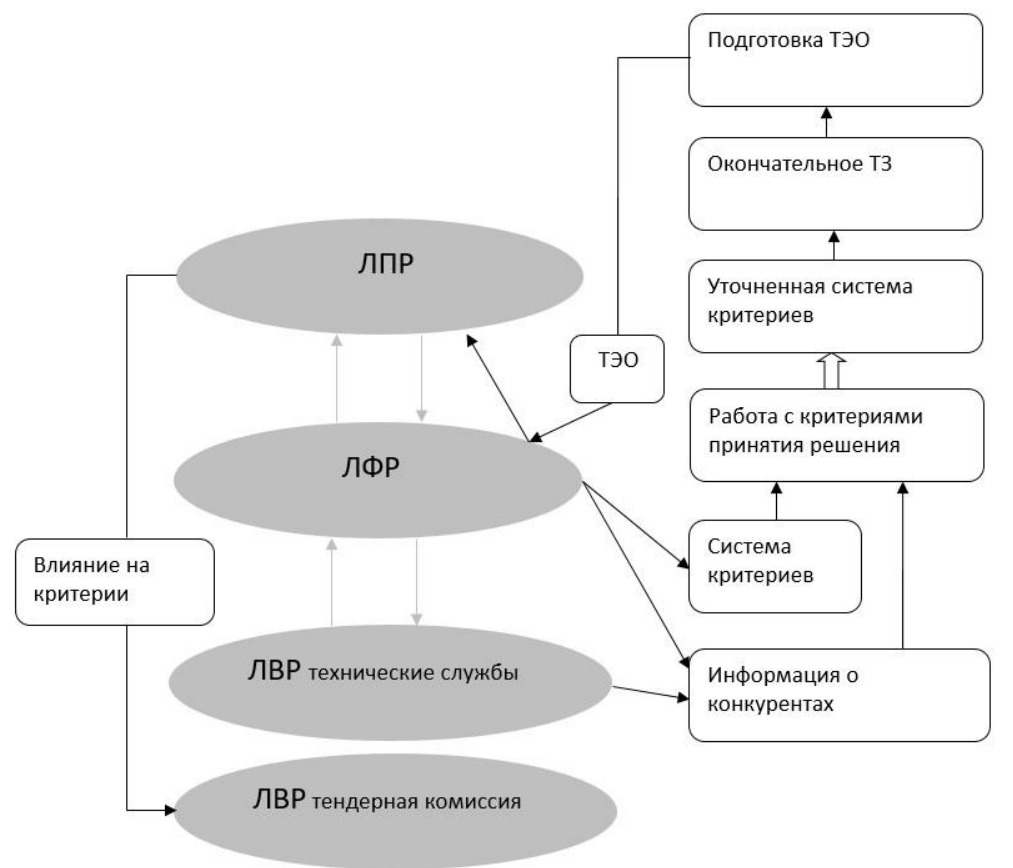 Подготовка ТЭО
Окончательное ТЗ
ЛПР
Уточненная система
критериев
ТЭО
Работа с критериями
принятия решения
ЛФР
Система
критериев
Влияние на
критерии
ЛВР технические службы
Информация о
конкурентах
ЛВР тендерная комиссия